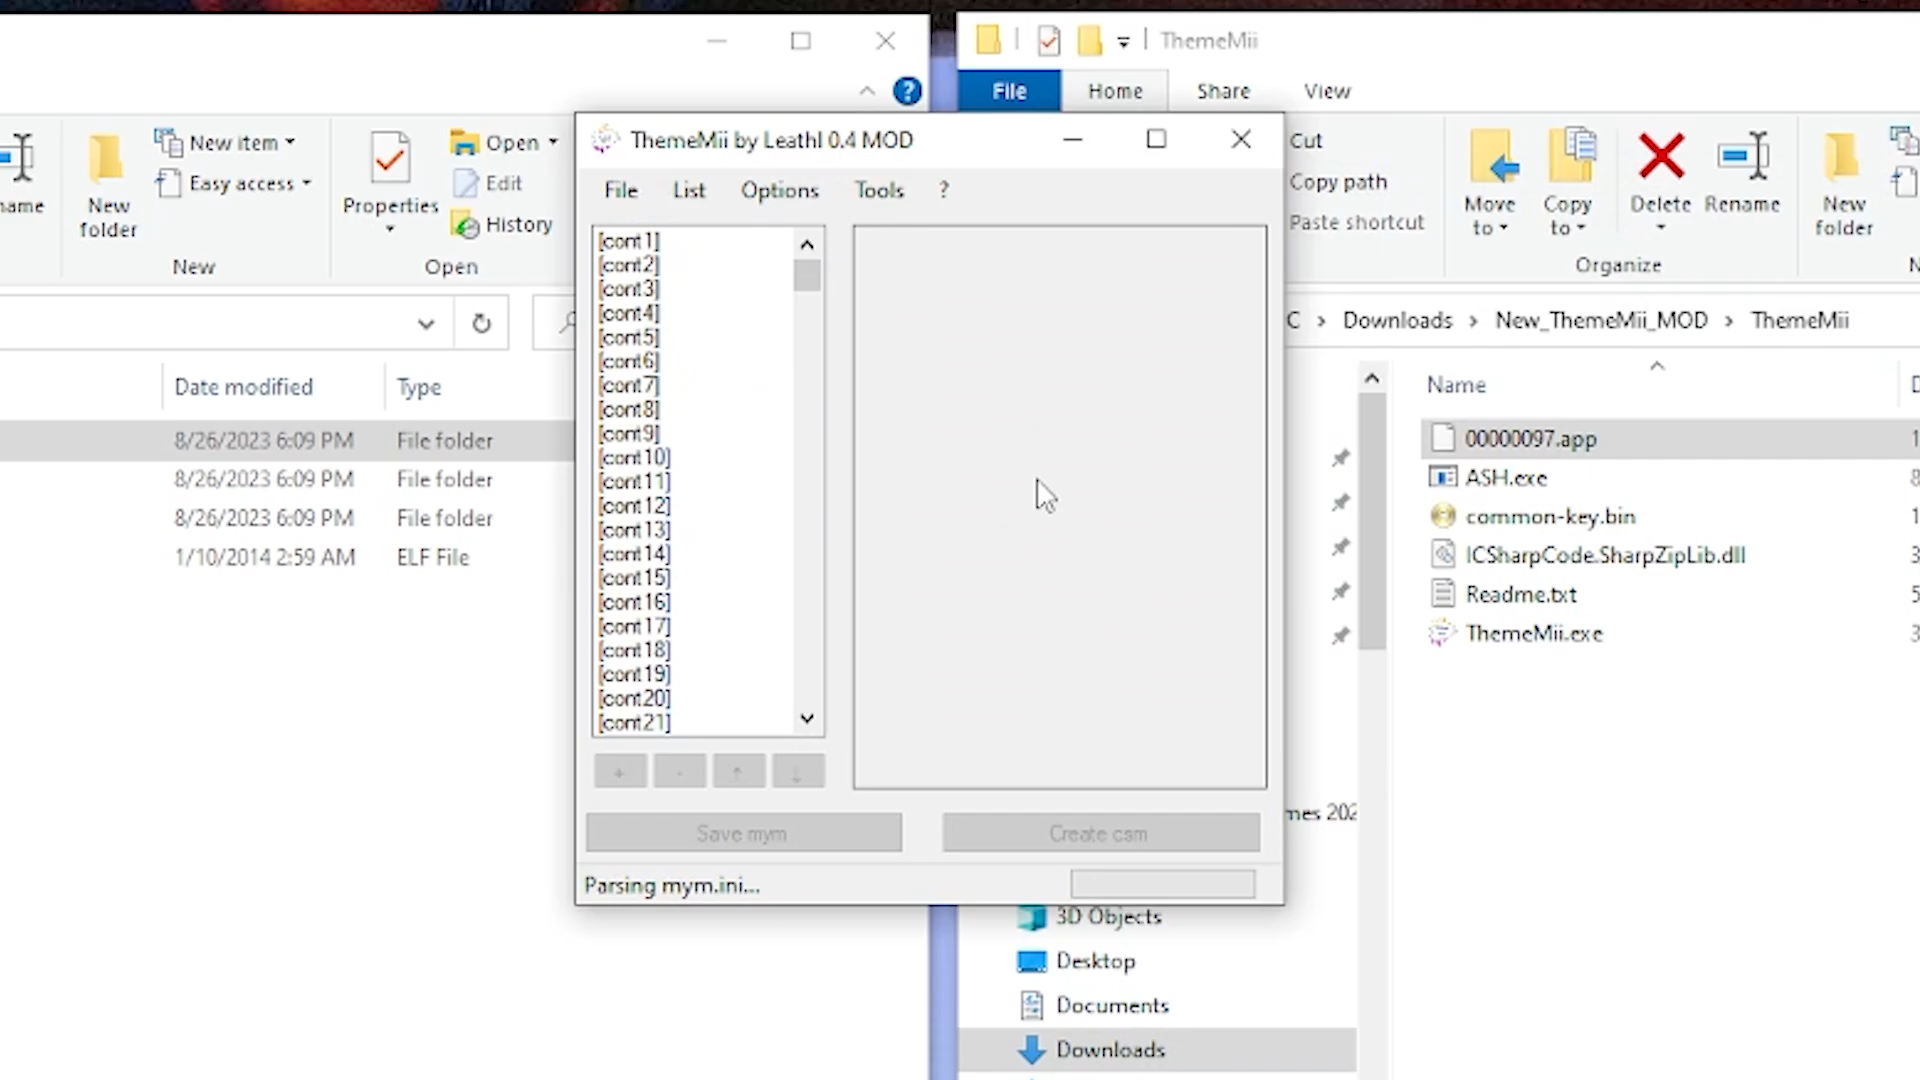 ThemeMii
File
Home
Share
View
New item
Easy access
New
folder
New
Properties
Open
Edit
History
Open
Date modified
Type
8/26/2023 6:09 PM
File folder
8/26/2023 6:09 PM
File folder
8/26/2023 6:09 PM
File folder
1/10/2014 2:59 AM
ELF File
ThemeMii by Leathl 0.4 MOD
File
List
Options
Tools
?
[cont1]
[cont2]
[cont3]
[cont4]
[cont5]
[cont6]
[cont7]
[cont8]
[cont9]
[cont10]
[cont11]
[cont12]
[cont13]
[cont14]
[cont15]
[cont16]
[cont17]
[cont18]
[cont19]
[cont20]
[cont21]
+
-
Save mym
Create csm
Parsing mym.ini...
Cut
Copy path
Paste shortcut
Move
to
Copy
to
Delete
Rename
Organize
New
folder
C > Downloads > New_ThemeMii_MOD > ThemeMii
Name
00000097.app
ASH.exe
common-key.bin
ICSharpCode.SharpZipLib.dll
Readme.txt
ThemeMii.exe
3D Objects
Desktop
Documents
Downloads